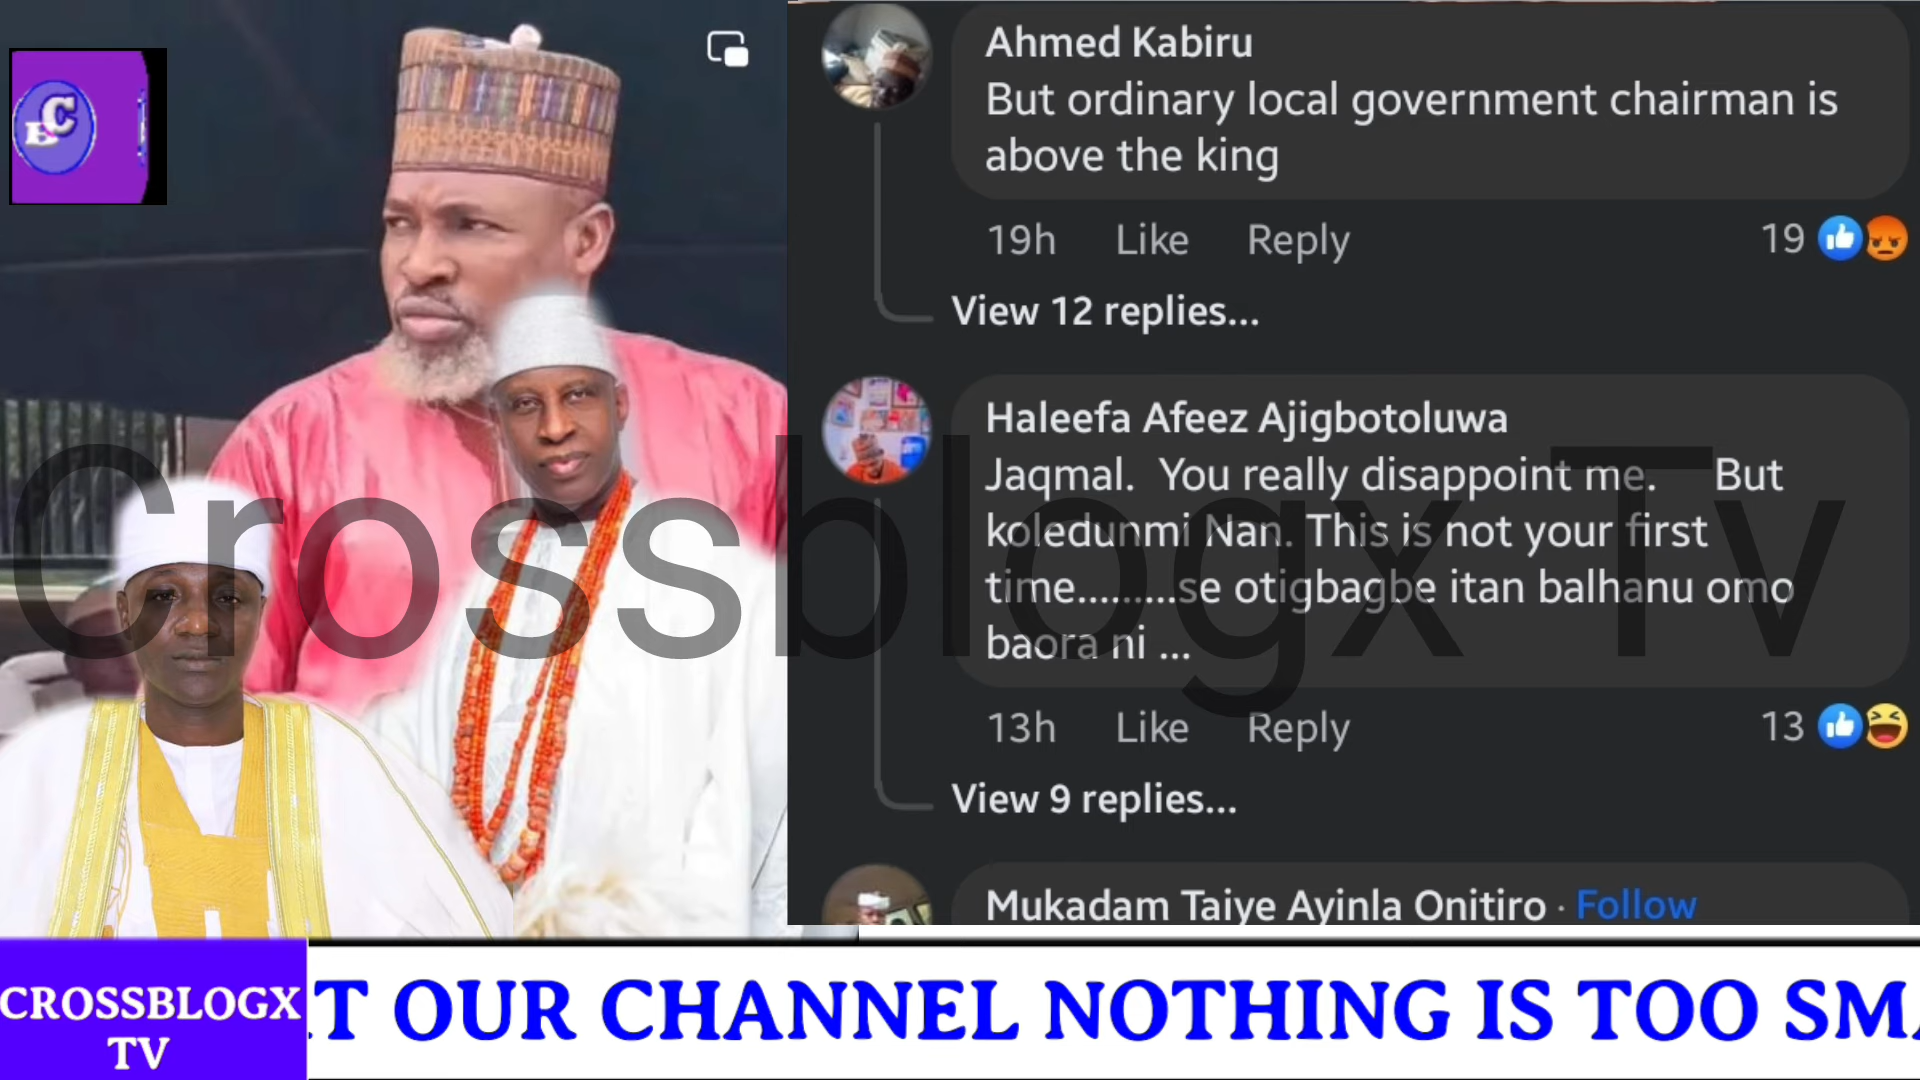 BC
Ahmed Kabiru
But ordinary local government chairman is
above the king
19h Like Reply 19
View 12 replies...
Haleefa Afeez Ajigbotoluwa
Jaqmal. You really disappoint me. But
koledunmi Nan. This is not your first
time.........se otigbagbe itan balhanu omo
baora ni ...
13h Like Reply 13
View 9 replies...
Mukadam Taiye Ayinla Onitiro · Follow
Crossblogx Tv
CROSSBLOGX
TV
T OUR CHANNEL NOTHING IS TOO SMA